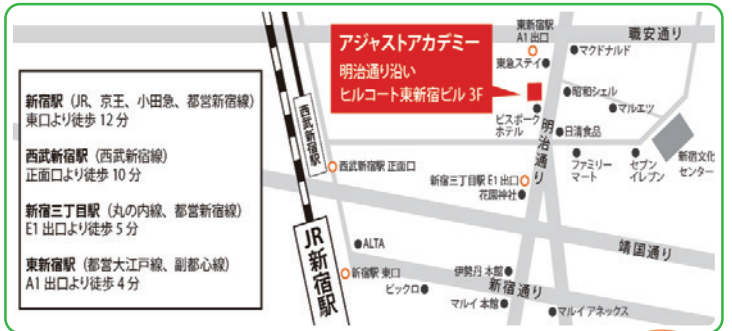 新宿駅（JR、京王、小田急、都営新宿線）
東口より徒歩 12 分
西武新宿駅（西武新宿線）
正面口より徒歩 10 分
新宿三丁目駅（丸の内線、都営新宿線）
E1 出口より徒歩 5 分
東新宿駅（都営大江戸線、副都心線）
A1 出口より徒歩 4 分
アジャストアカデミー
明治通り沿い
ヒルコート東新宿ビル 3F
東新宿駅
A1 出口
職安通り
マクドナルド
東急ステイ
昭和シェル
マルエツ
ビスポーク
ホテル
日清食品
明治通り
ファミリー
マート
セブン
イレブン
新宿文化
センター
西武新宿駅
西武新宿駅 正面口
新宿三丁目駅 E1 出口
花園神社
靖国通り
JR新宿駅
ALTA
新宿駅 東口
ビックロ
伊勢丹 本館
新宿通り
マルイ 本館
マルイ アネックス